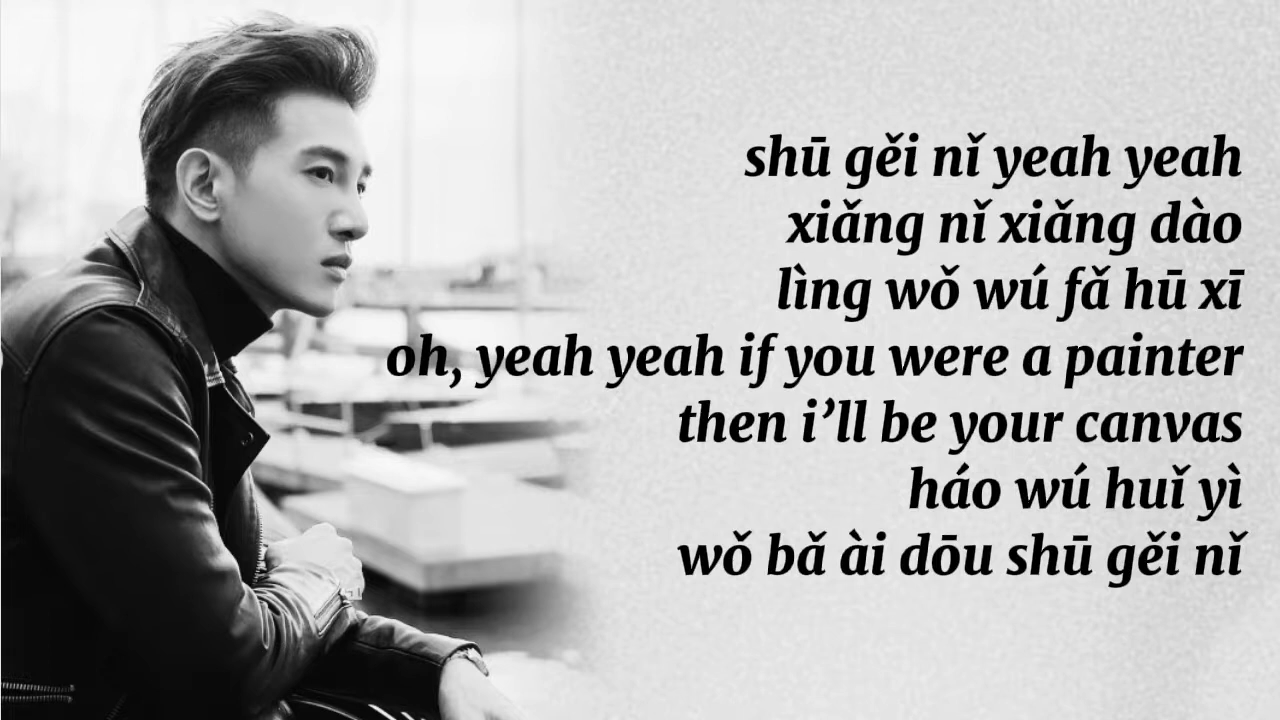 shū gěi nǐ yeah yeah
xiǎng nǐ xiǎng dào
lìng wǒ wú fǎ hū xī
oh, yeah yeah if you were a painter
then i’ll be your canvas
háo wú huǐ yì
wǒ bǎ ài dōu shū gěi nǐ